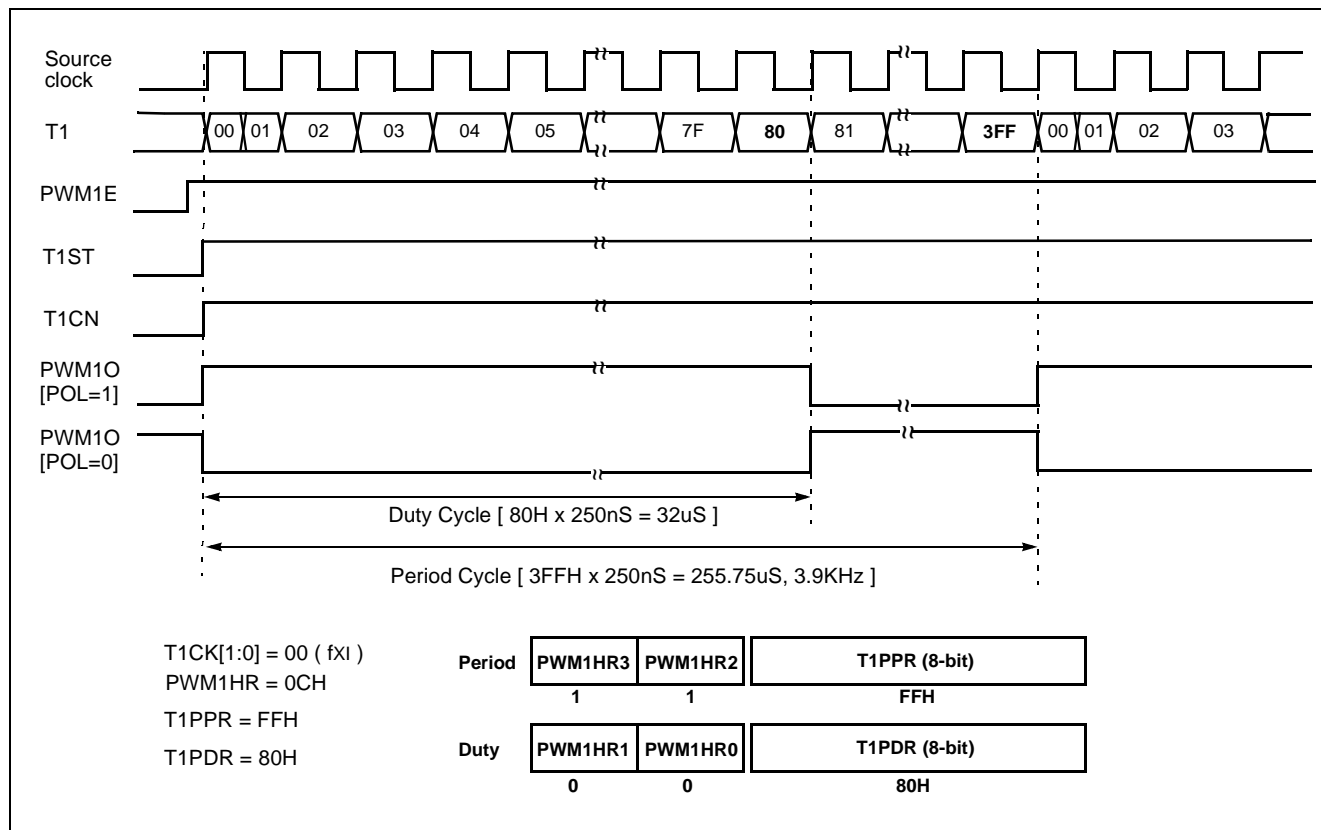 Source
clock
T1
00 01 02 03 04 05 7F 80 81 3FF 00 01 02 03
PWM1E
T1ST
T1CN
PWM1O
[POL=1]
PWM1O
[POL=0]
Duty Cycle [ 80H x 250nS = 32uS ]
Period Cycle [ 3FFH x 250nS = 255.75uS, 3.9KHz ]
T1CK[1:0] = 00 ( fXI )
PWM1HR = 0CH
T1PPR = FFH
T1PDR = 80H
Period PWM1HR3 PWM1HR2 T1PPR (8-bit)
1 1 FFH
Duty PWM1HR1 PWM1HR0 T1PDR (8-bit)
0 0 80H